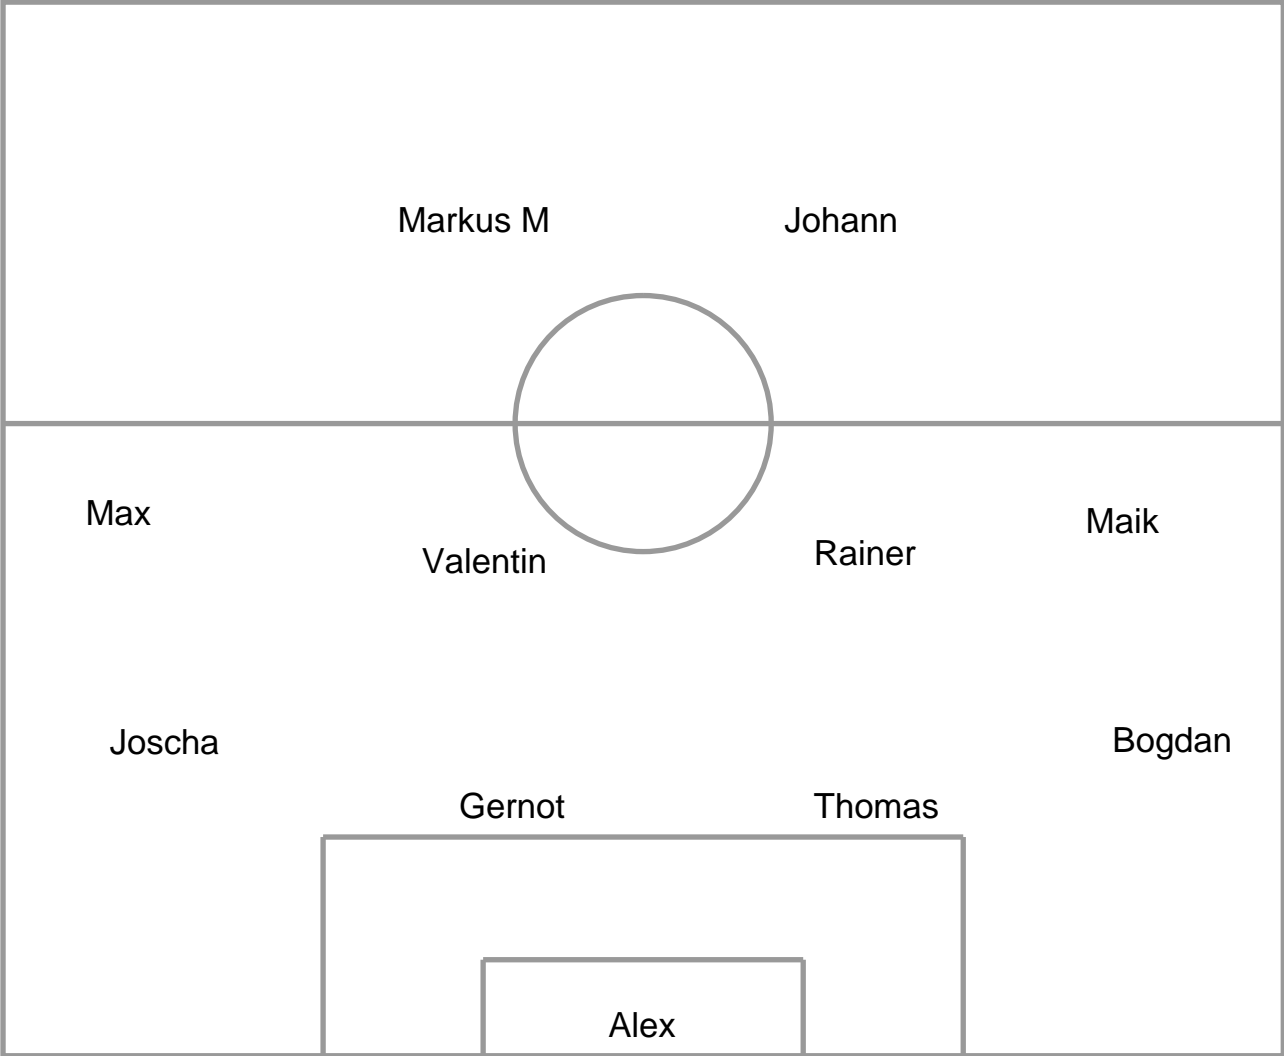 Markus M
Johann
Max
Maik
Valentin
Rainer
Joscha
Bogdan
Gernot
Thomas
Alex